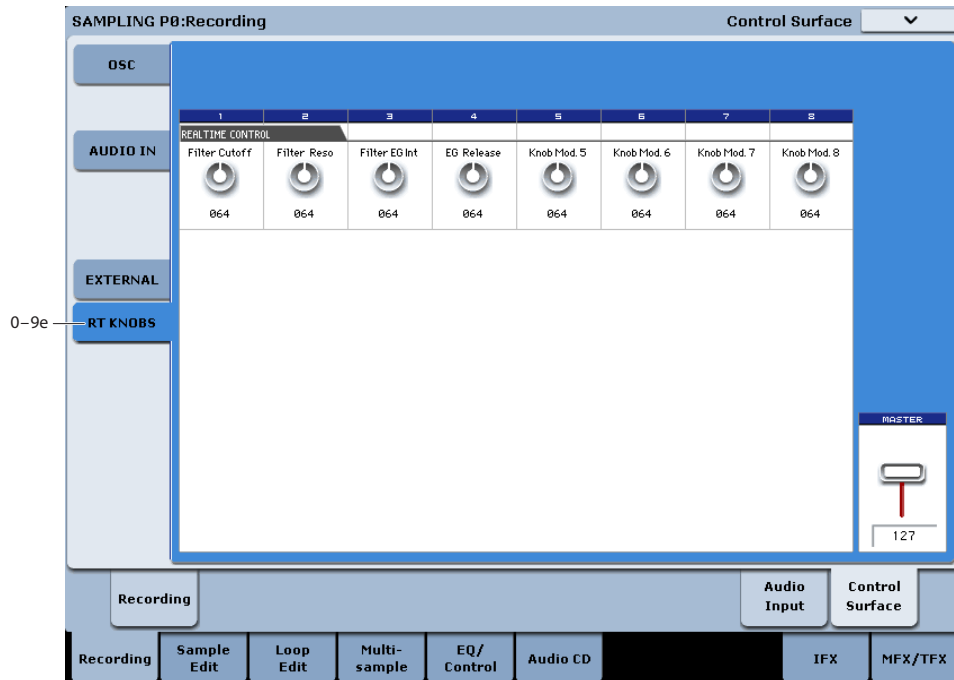 SAMPLING P0:Recording
Control Surface
OSC
AUDIO IN
EXTERNAL
0–9e
RT KNOBS
1 2 3 4 5 6 7 8
REALTIME CONTROL
Filter Cutoff Filter Reso Filter EG Int EG Release Knob Mod. 5 Knob Mod. 6 Knob Mod. 7 Knob Mod. 8
064 064 064 064 064 064 064 064
MASTER
127
Recording
Audio Input
Control Surface
Recording
Sample Edit
Loop Edit
Multi-sample
EQ/Control
Audio CD
IFX
MFX/TFX